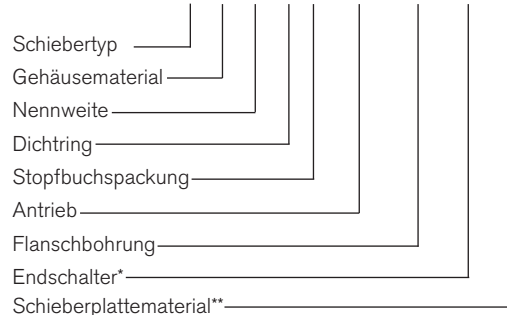 Schiebertyp
Gehäusematerial
Nennweite
Dichtring
Stopfbuchspackung
Antrieb
Flanschbohrung
Endschalter*
Schieberplattematerial**